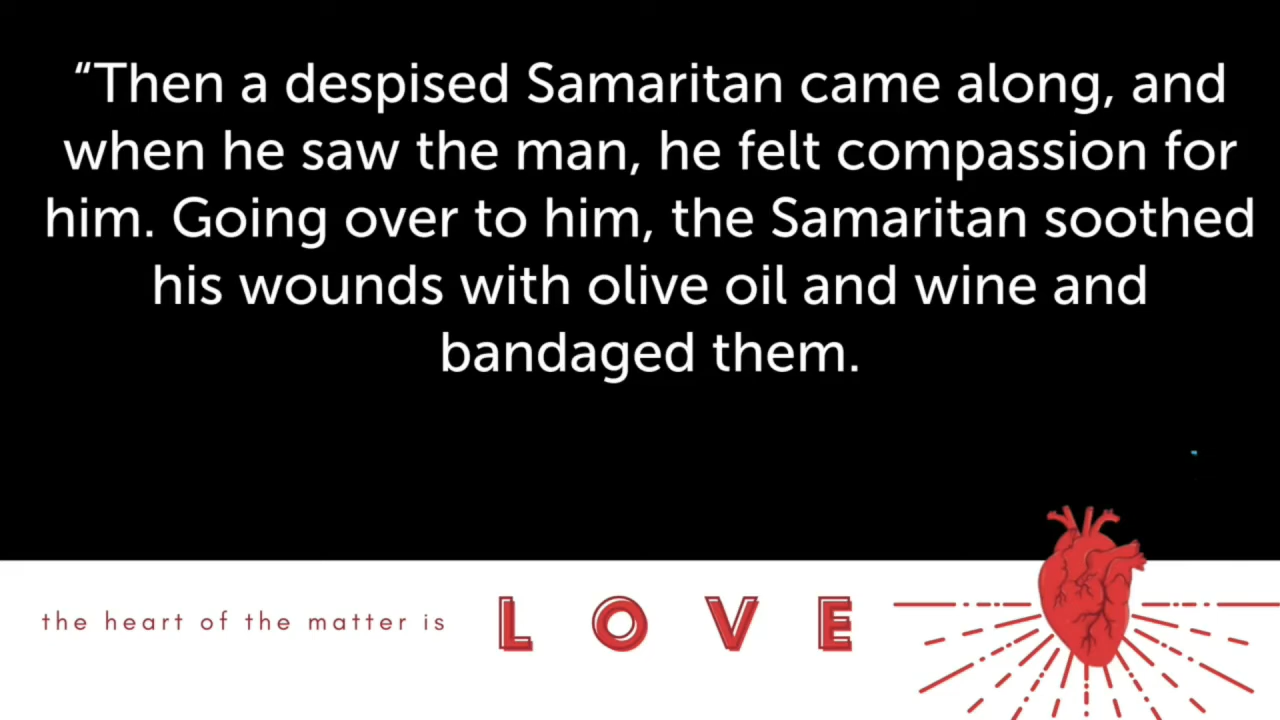 “Then a despised Samaritan came along, and
when he saw the man, he felt compassion for
him. Going over to him, the Samaritan soothed
his wounds with olive oil and wine and
bandaged them.
the heart of the matter is LOVE